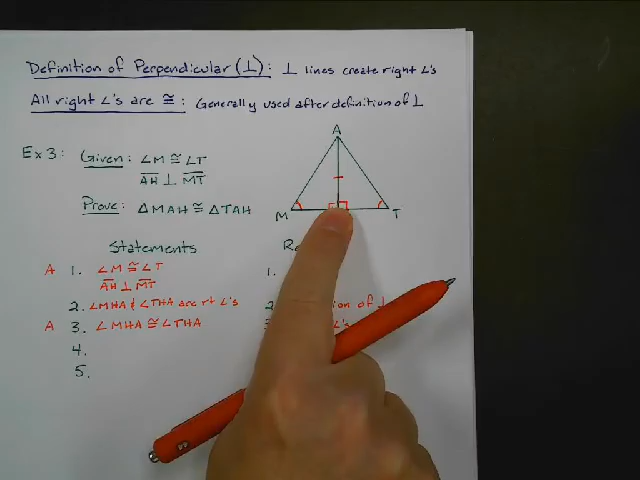 Definition of Perpendicular (⊥): ⊥ lines create right ∠'s
All right ∠'s are ≅: Generally used after definition of ⊥
Ex 3: Given: ∠M ≅ ∠T
AH ⊥ MT
Prove: △MAH ≅ △TAH
A
M
T
Statements
A 1. ∠M ≅ ∠T 1.
AH ⊥ MT
2. ∠MHA & ∠THA are rt ∠'s 2 of ⊥
A 3. ∠MHA ≅ ∠THA
4.
5.